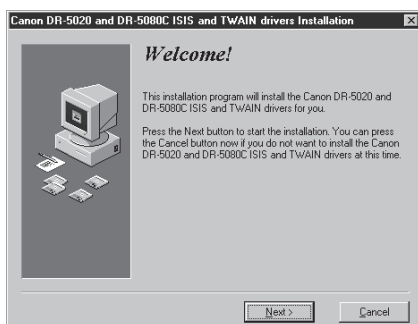 Canon DR-5020 and DR-5080C ISIS and TWAIN drivers Installation
Welcome!
This installation program will install the Canon DR-5020 and
DR-5080C ISIS and TWAIN drivers for you.
Press the Next button to start the installation. You can press
the Cancel button now if you do not want to install the Canon
DR-5020 and DR-5080C ISIS and TWAIN drivers at this time.
Next >
Cancel